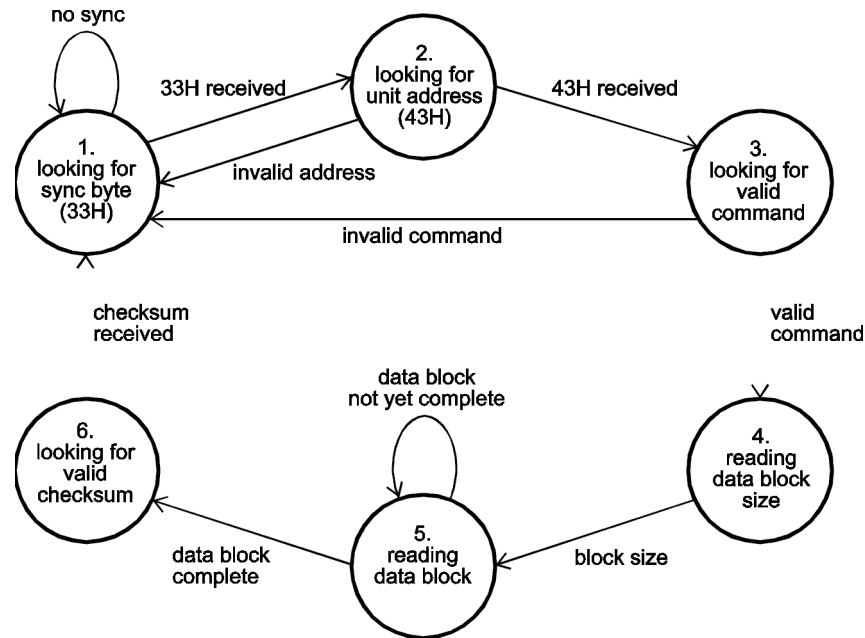 no sync
33H received
2.
looking for
unit address
(43H)
43H received
1.
looking for
sync byte
(33H)
invalid address
3.
looking for
valid
command
invalid command
checksum
received
valid
command
data block
not yet complete
6.
looking for
valid
checksum
4.
reading
data block
size
5.
reading
data block
data block
complete
block size